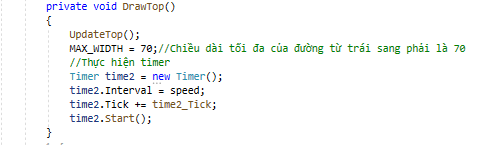 private void DrawTop()
{
UpdateTop();
MAX_WIDTH = 70;//Chiều dài tối đa của đường từ trái sang phải là 70
//Thực hiện timer
Timer time2 = new Timer();
time2.Interval = speed;
time2.Tick += time2_Tick;
time2.Start();
}